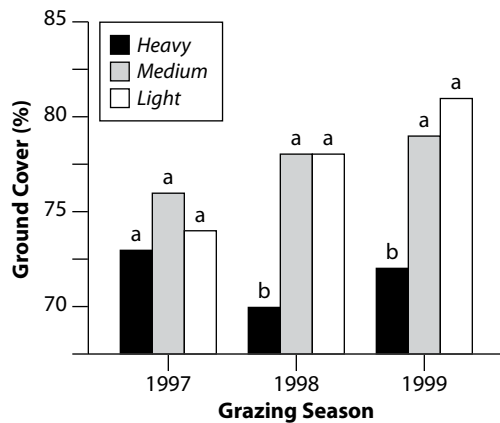 85
80
75
70
Ground Cover (%)
Heavy
Medium
Light
a
a
a
b
a
a
b
a
a
1997
1998
1999
Grazing Season